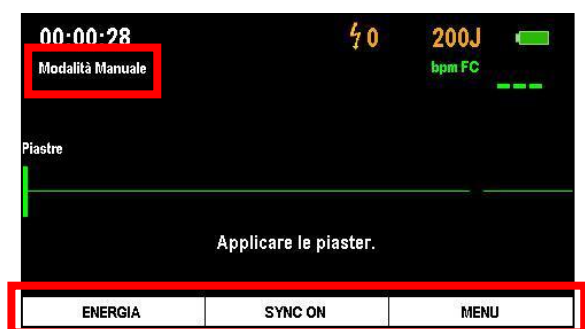 00:00:28 0 200J
Modalità Manuale bpm FC
---
Piastre
Applicare le piaster.
ENERGIA SYNC ON MENU